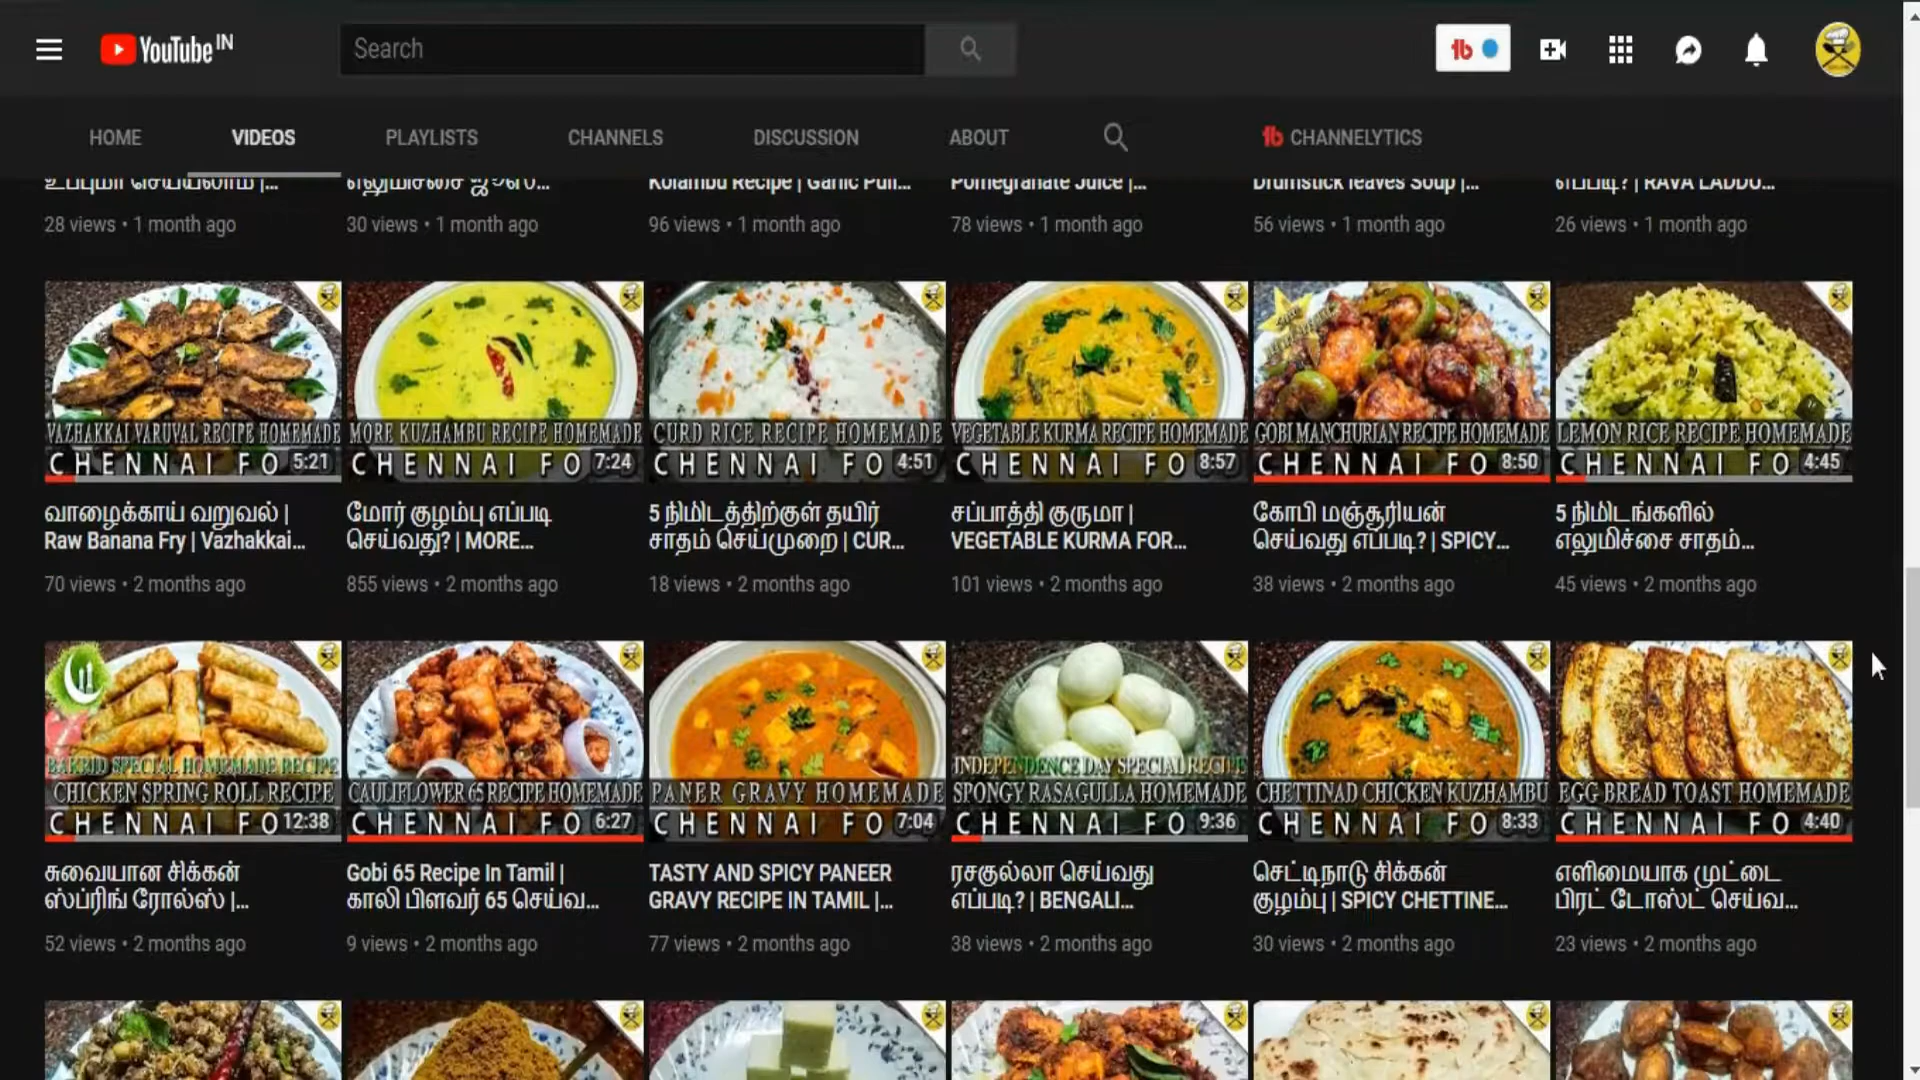 YouTube IN
Search
HOME
VIDEOS
PLAYLISTS
CHANNELS
DISCUSSION
ABOUT
CHANNELYTICS
உப்புமா செய்யலாம் |...
எலுமிச்சை ஜூஸ்...
Kolambu Recipe | Garlic Puli...
Pomegranate Juice |...
Drumstick leaves Soup |...
எப்படி? | RAVA LADDU...
28 views • 1 month ago
30 views • 1 month ago
96 views • 1 month ago
78 views • 1 month ago
56 views • 1 month ago
26 views • 1 month ago
VAZHAKKAI VARUVAL RECIPE HOMEMADE
CHENNAI FO 5:21
MORE KUZHAMBU RECIPE HOMEMADE
CHENNAI FO 7:24
CURD RICE RECIPE HOMEMADE
CHENNAI FO 4:51
VEGETABLE KURMA RECIPE HOMEMADE
CHENNAI FO 8:57
GOBI MANCHURIAN RECIPE HOMEMADE
CHENNAI FO 8:50
LEMON RICE RECIPE HOMEMADE
CHENNAI FO 4:45
வாழைக்காய் வறுவல் |
Raw Banana Fry | Vazhakkai...
70 views • 2 months ago
மோர் குழம்பு எப்படி
செய்வது? | MORE...
855 views • 2 months ago
5 நிமிடத்திற்குள் தயிர்
சாதம் செய்முறை | CUR...
18 views • 2 months ago
சப்பாத்தி குருமா |
VEGETABLE KURMA FOR...
101 views • 2 months ago
கோபி மஞ்சூரியன்
செய்வது எப்படி? | SPICY...
38 views • 2 months ago
5 நிமிடங்களில்
எலுமிச்சை சாதம்...
45 views • 2 months ago
BAKRID SPECIAL HOMEMADE RECIPE
CHICKEN SPRING ROLL RECIPE
CHENNAI FO 12:38
CAULIFLOWER 65 RECIPE HOMEMADE
CHENNAI FO 6:27
PANER GRAVY HOMEMADE
CHENNAI FO 7:04
INDEPENDENCE DAY SPECIAL RECIPE
SPONGY RASAGULLA HOMEMADE
CHENNAI FO 9:36
CHETTINAD CHICKEN KUZHAMBU
CHENNAI FO 8:33
EGG BREAD TOAST HOMEMADE
CHENNAI FO 4:40
சுவையான சிக்கன்
ஸ்ப்ரிங் ரோல்ஸ் |...
52 views • 2 months ago
Gobi 65 Recipe In Tamil |
காலி பிளவர் 65 செய்வ...
9 views • 2 months ago
TASTY AND SPICY PANEER
GRAVY RECIPE IN TAMIL |...
77 views • 2 months ago
ரசகுல்லா செய்வது
எப்படி? | BENGALI...
38 views • 2 months ago
செட்டிநாடு சிக்கன்
குழம்பு | SPICY CHETTINE...
30 views • 2 months ago
எளிமையாக முட்டை
பிரட் டோஸ்ட் செய்வ...
23 views • 2 months ago